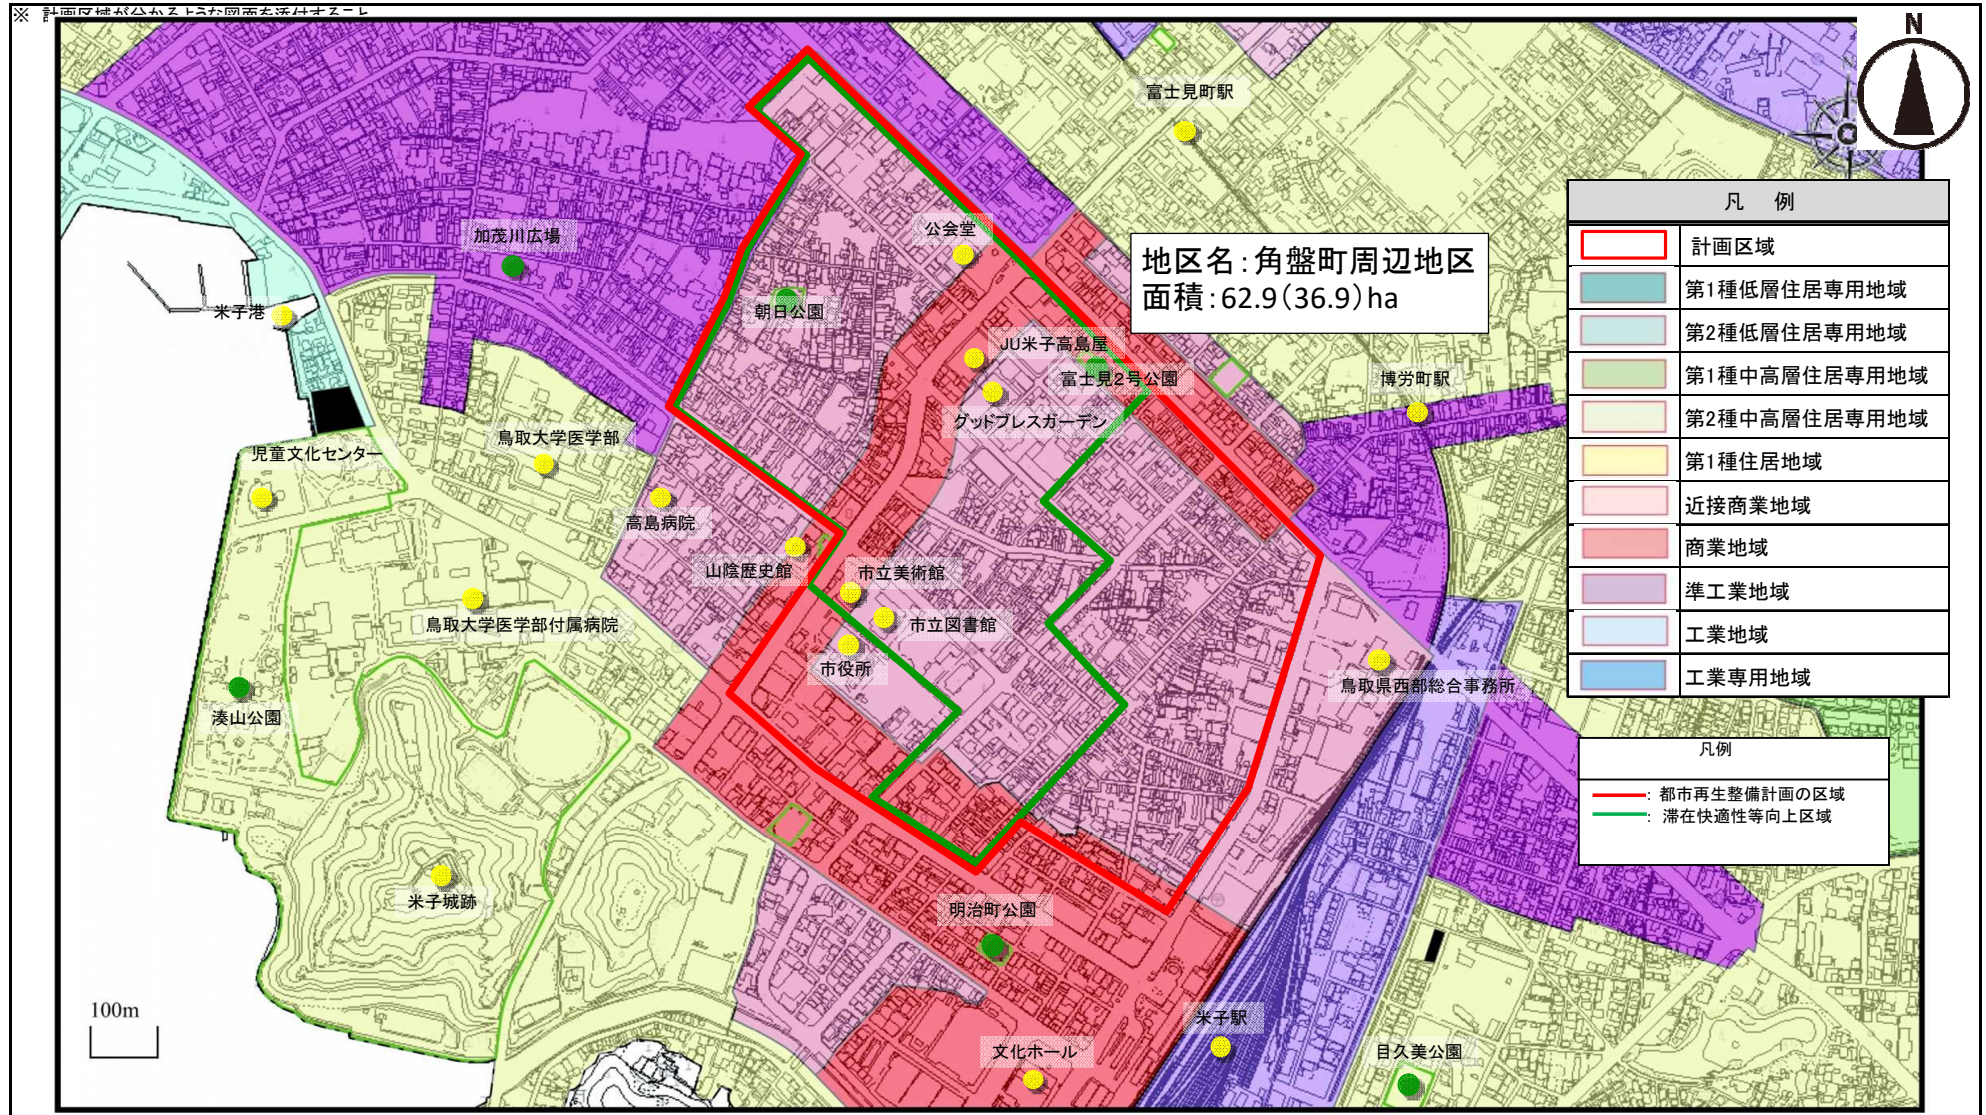 ※ 計画区域が分かるような図面を添付すること
N
富士見町駅
凡　例
計画区域
第1種低層住居専用地域
第2種低層住居専用地域
第1種中高層住居専用地域
第2種中高層住居専用地域
第1種住居地域
近接商業地域
商業地域
準工業地域
工業地域
工業専用地域
地区名：角盤町周辺地区
面積：62.9（36.9）ha
公会堂
加茂川広場
朝日公園
米子港
JU米子高島屋
富士見2号公園
博労町駅
グッドブレスガーデン
鳥取大学医学部
児童文化センター
高島病院
山陰歴史館
市立美術館
市立図書館
鳥取大学医学部付属病院
市役所
鳥取県西部総合事務所
湊山公園
凡例
：都市再生整備計画の区域
：滞在快適性等向上区域
米子城跡
明治町公園
100m
米子駅
文化ホール
目久美公園